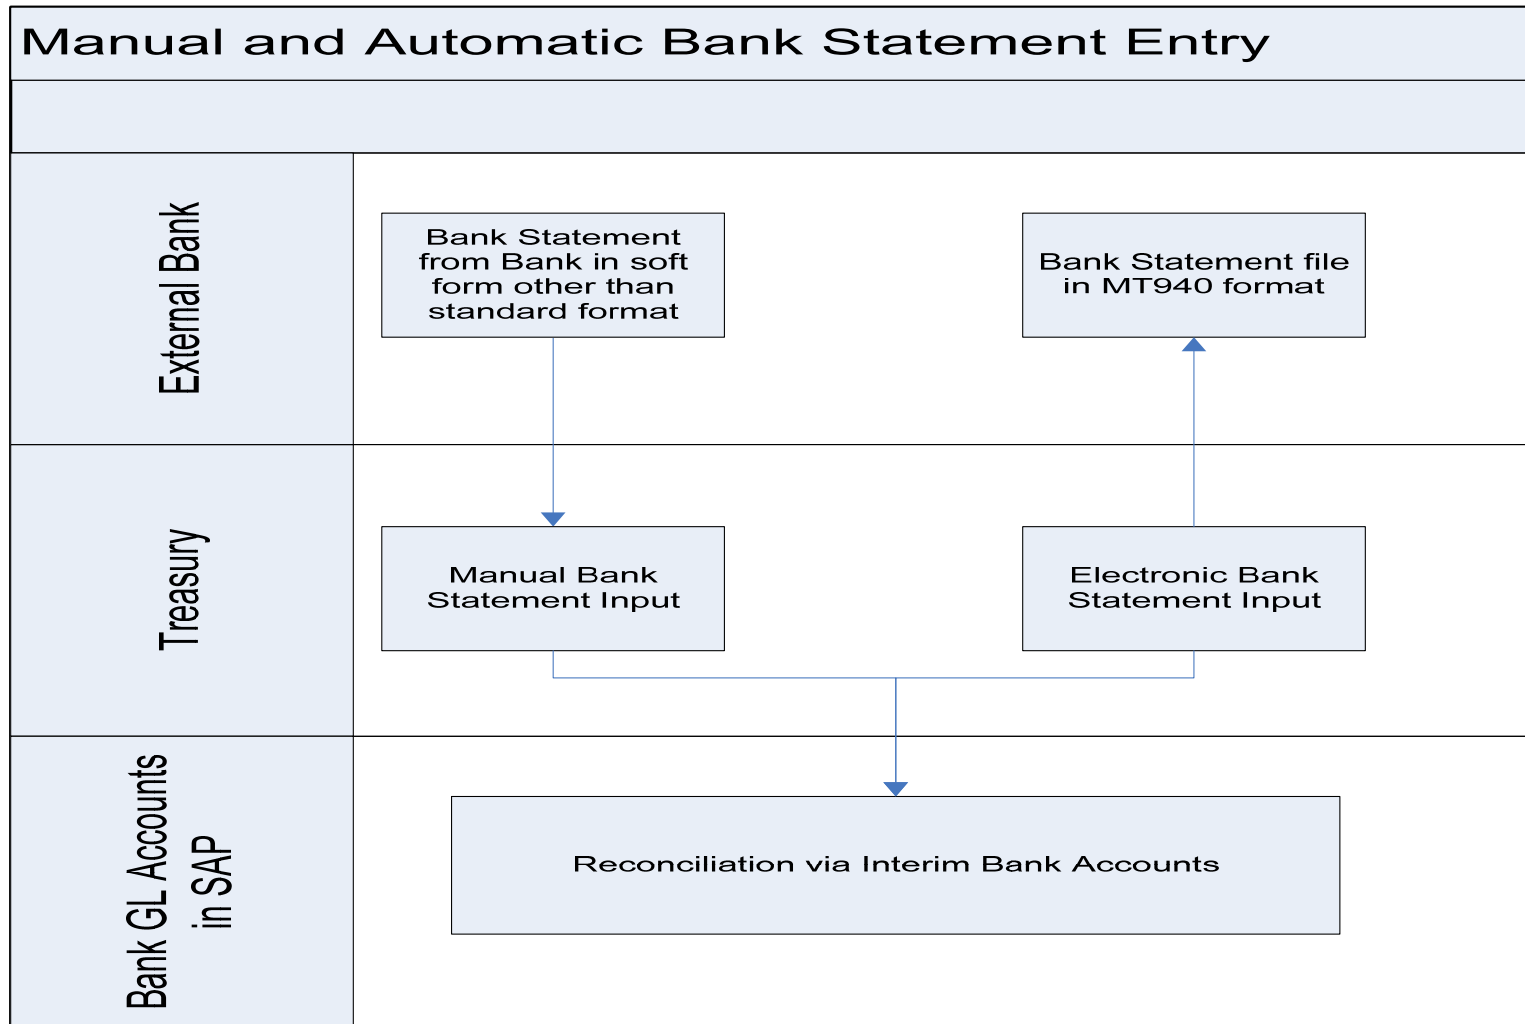 Manual and Automatic Bank Statement Entry
External Bank
Bank Statement
from Bank in soft
form other than
standard format
Bank Statement file
in MT940 format
Treasury
Manual Bank
Statement Input
Electronic Bank
Statement Input
Bank GL Accounts
in SAP
Reconciliation via Interim Bank Accounts